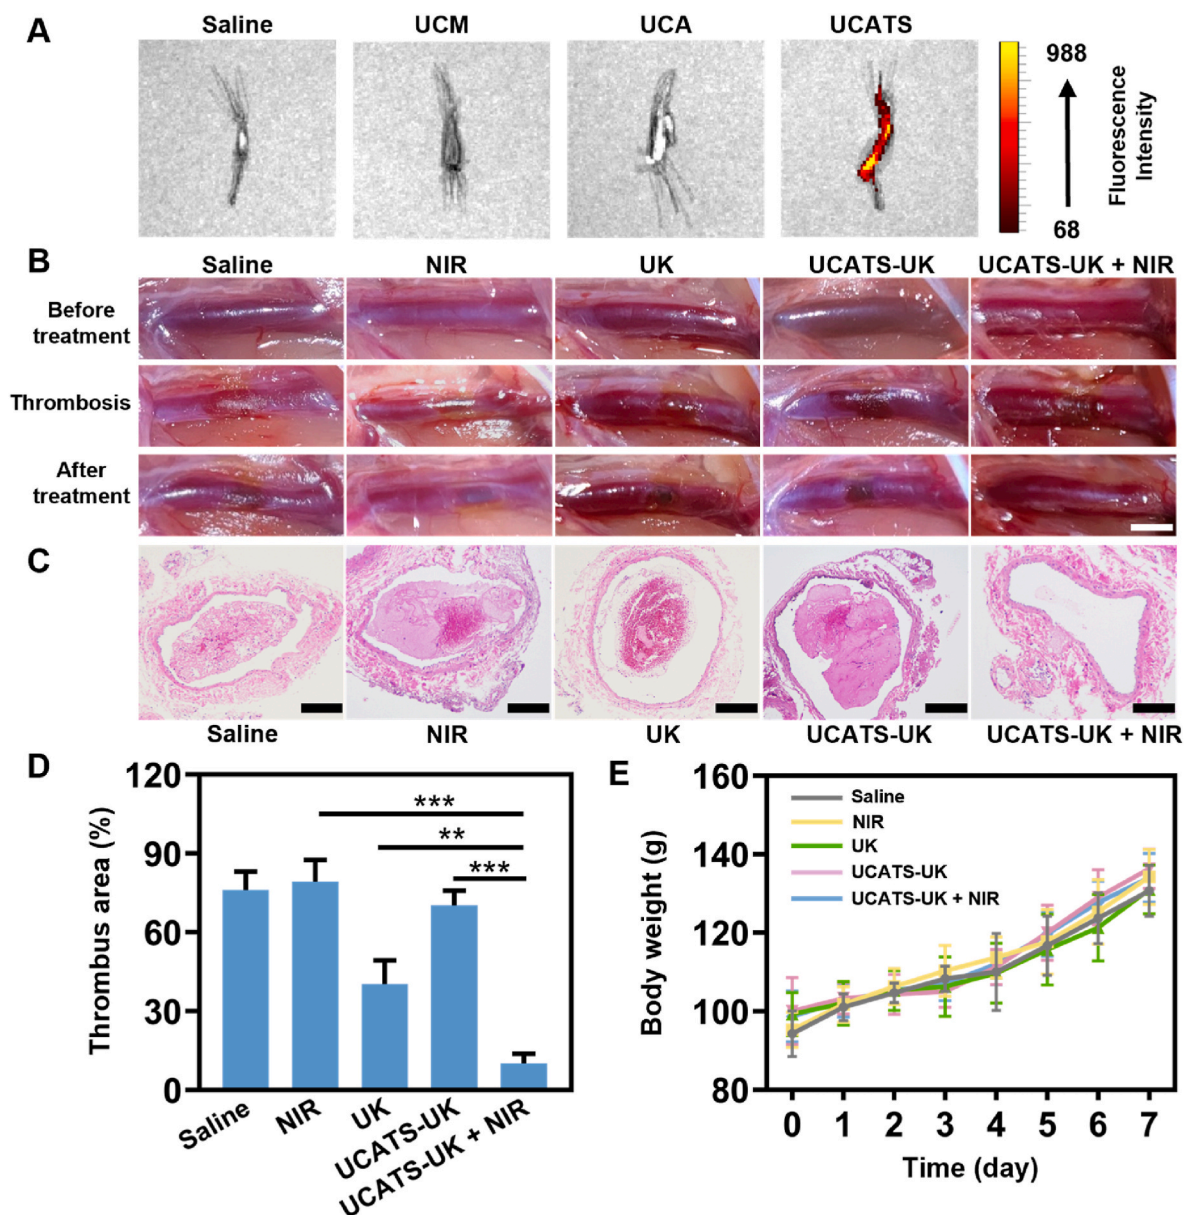 A
Saline
UCM
UCA
UCATS
988
68
Fluorescence
Intensity
B
Saline
NIR
UK
UCATS-UK
UCATS-UK + NIR
Before
treatment
Thrombosis
After
treatment
C
Saline
NIR
UK
UCATS-UK
UCATS-UK + NIR
D
Thrombus area (%)
120
90
60
30
0
***
**
***
Saline
NIR
UK
UCATS-UK
UCATS-UK + NIR
E
Body weight (g)
160
140
120
100
80
Saline
NIR
UK
UCATS-UK
UCATS-UK + NIR
0 1 2 3 4 5 6 7
Time (day)